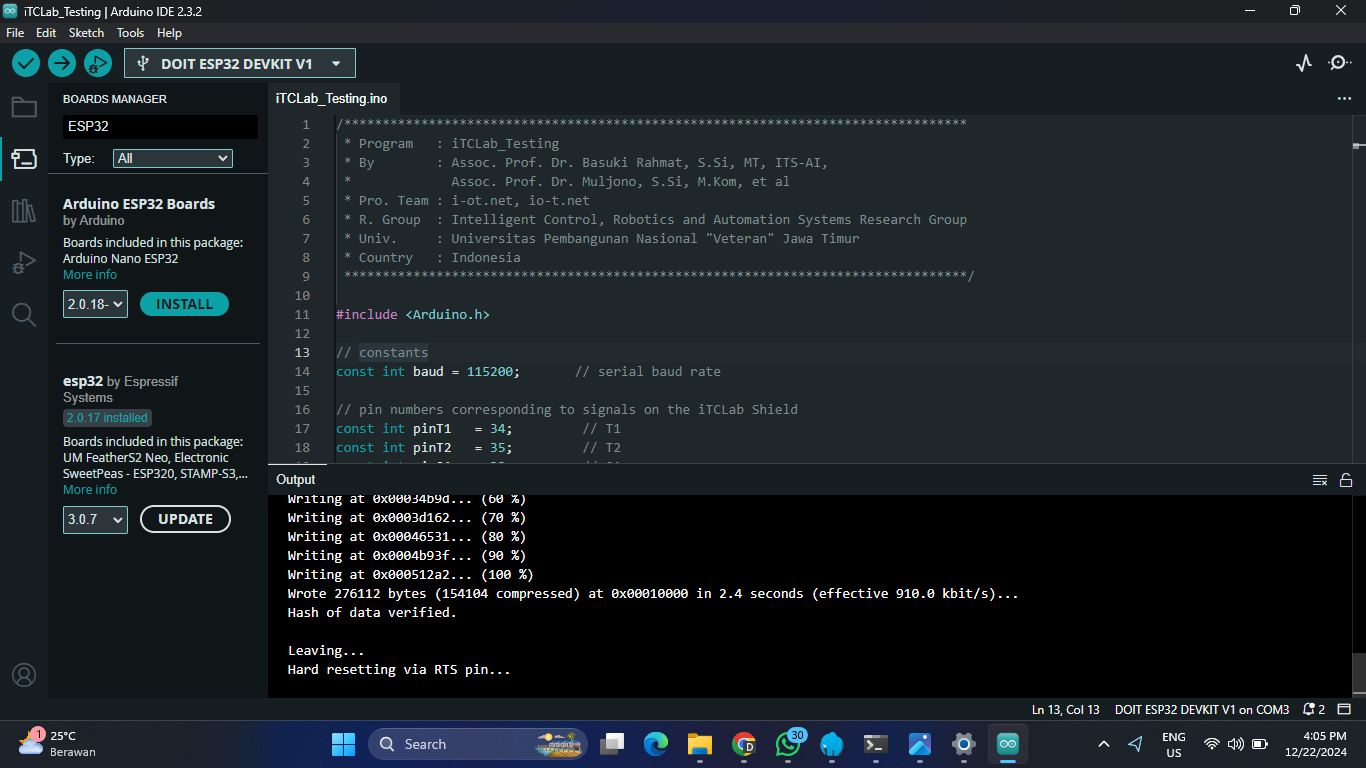 iTCLab_Testing | Arduino IDE 2.3.2
File Edit Sketch Tools Help
DOIT ESP32 DEVKIT V1
BOARDS MANAGER
ESP32
Type: All
Arduino ESP32 Boards
by Arduino
Boards included in this package:
Arduino Nano ESP32
More info
2.0.18- INSTALL
esp32 by Espressif
Systems
2.0.17 installed
Boards included in this package:
UM FeatherS2 Neo, Electronic
SweetPeas - ESP320, STAMP-S3,...
More info
3.0.7 UPDATE
iTCLab_Testing.ino
1 /*********************************************************************************
2 * Program : iTCLab_Testing
3 * By : Assoc. Prof. Dr. Basuki Rahmat, S.Si, MT, ITS-AI,
4 * Assoc. Prof. Dr. Muljono, S.Si, M.Kom, et al
5 * Pro. Team : i-ot.net, io-t.net
6 * R. Group : Intelligent Control, Robotics and Automation Systems Research Group
7 * Univ. : Universitas Pembangunan Nasional "Veteran" Jawa Timur
8 * Country : Indonesia
9 *********************************************************************************/
10
11 #include <Arduino.h>
12
13 // constants
14 const int baud = 115200; // serial baud rate
15
16 // pin numbers corresponding to signals on the iTCLab Shield
17 const int pinT1 = 34; // T1
18 const int pinT2 = 35; // T2
Output
Writing at 0x00034b9d... (60 %)
Writing at 0x0003d162... (70 %)
Writing at 0x00046531... (80 %)
Writing at 0x0004b93f... (90 %)
Writing at 0x000512a2... (100 %)
Wrote 276112 bytes (154104 compressed) at 0x00010000 in 2.4 seconds (effective 910.0 kbit/s)...
Hash of data verified.
Leaving...
Hard resetting via RTS pin...
Ln 13, Col 13 DOIT ESP32 DEVKIT V1 on COM3 2
1
25°C
Berawan
Search
30
ENG
US
4:05 PM
12/22/2024